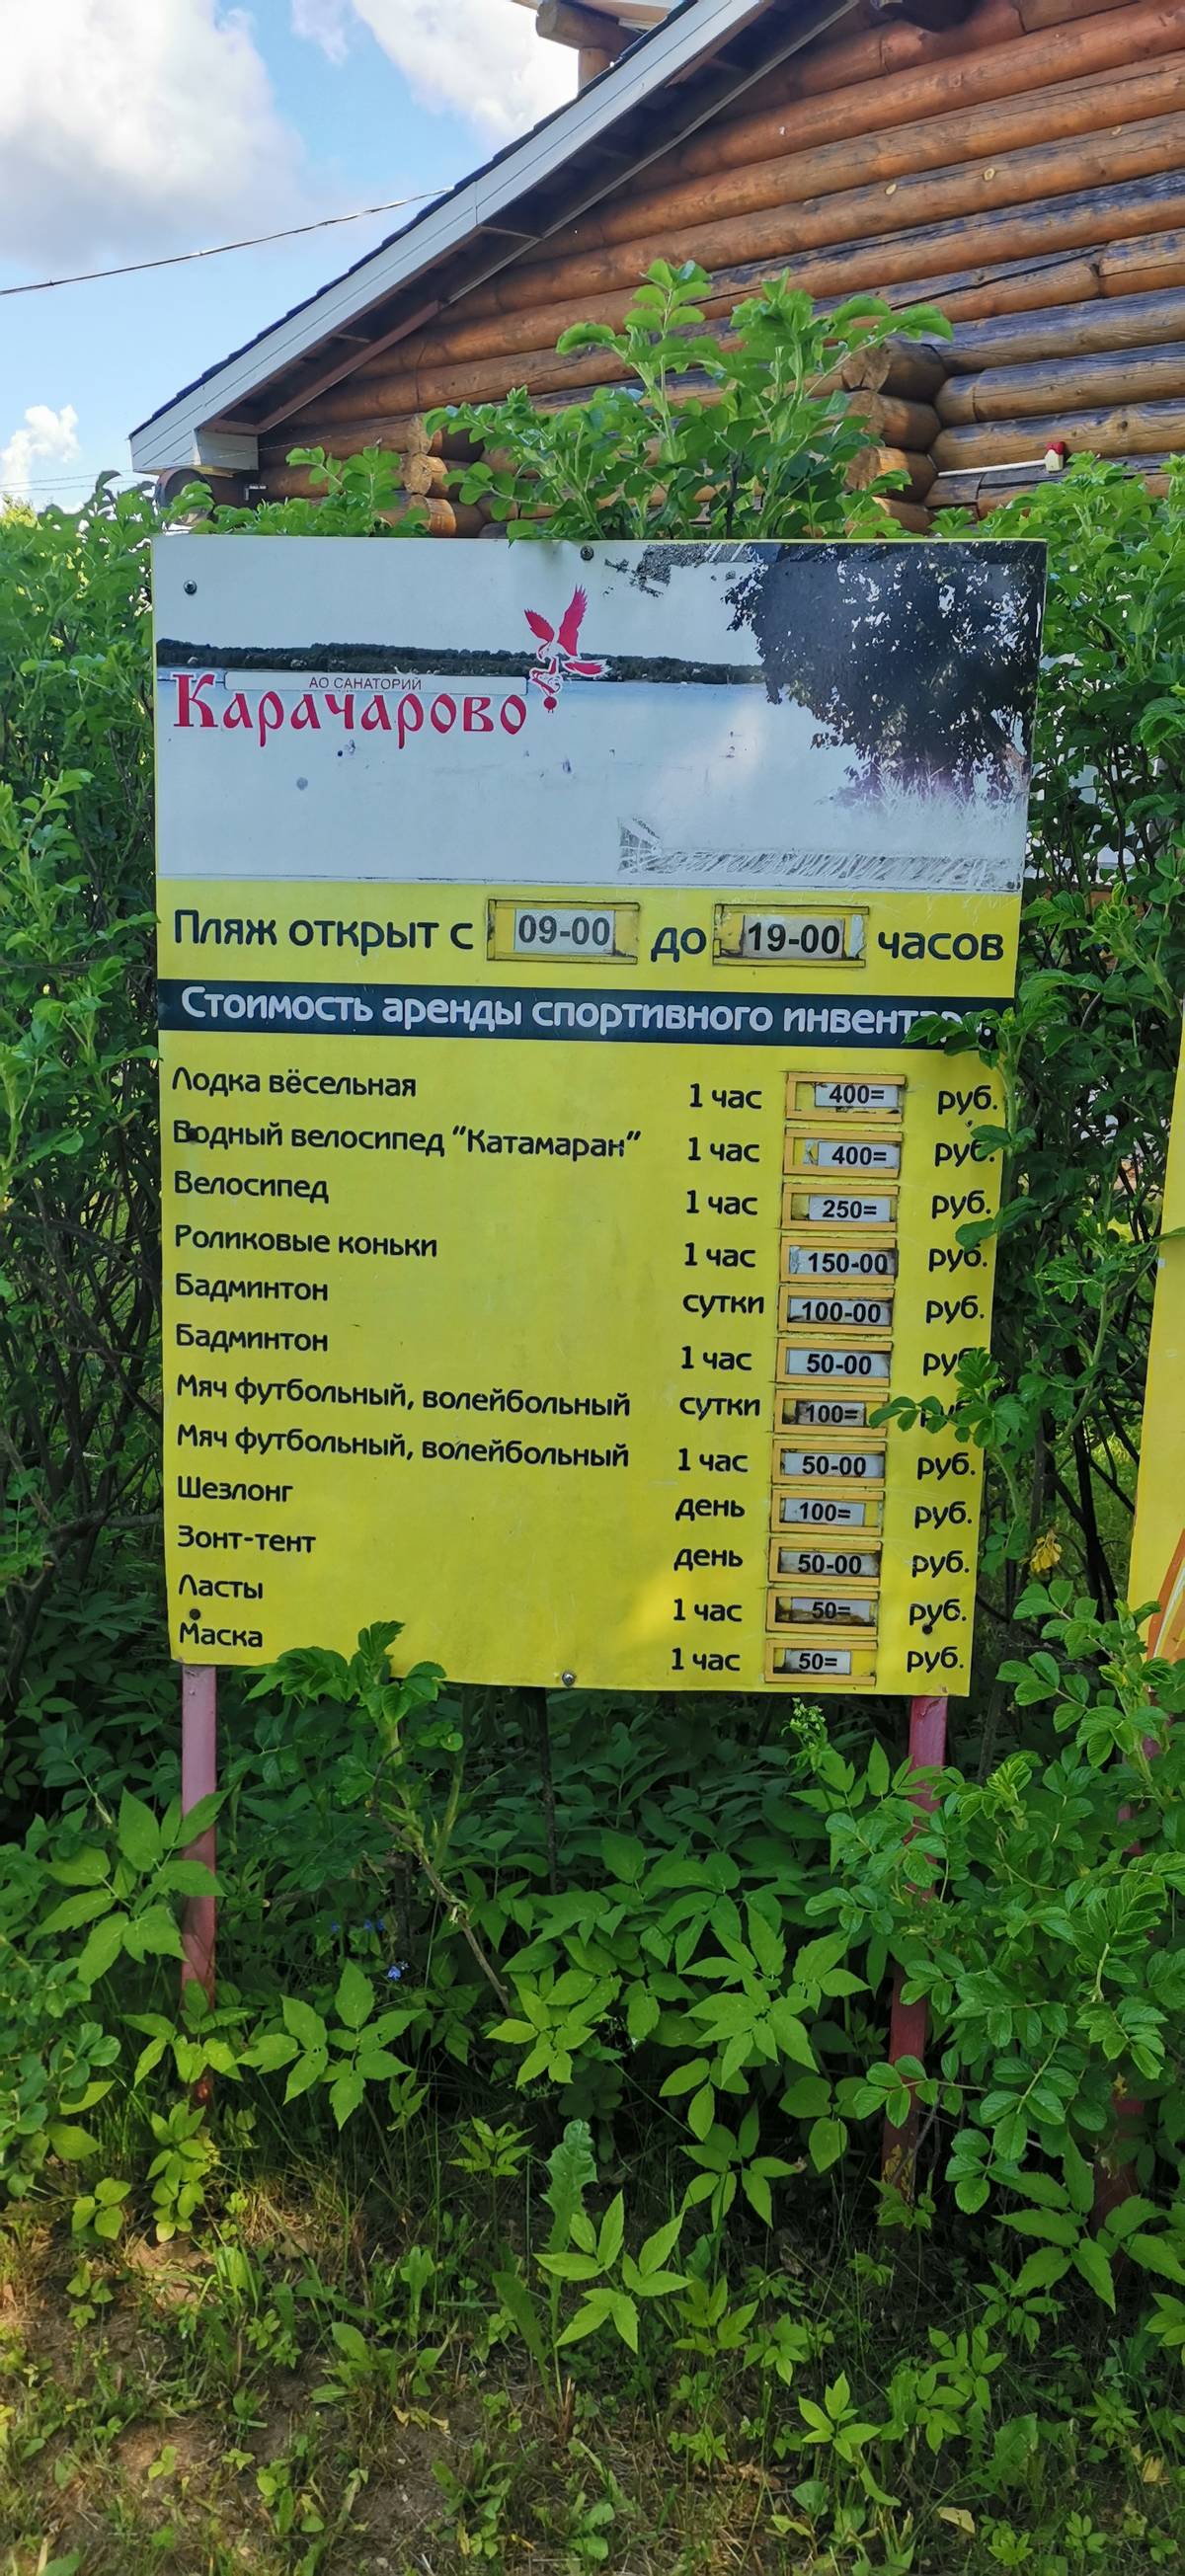 АО САНАТОРИЙ
Карачарово
Пляж открыт с 09-00 до 19-00 часов
Стоимость аренды спортивного
Лодка вёсельная 1 час 400= руб.
Водный велосипед "Катамаран" 1 час 400= руб.
Велосипед 1 час 250= руб.
Роликовые коньки 1 час 150-00 руб.
Бадминтон сутки 100-00 руб.
Бадминтон 1 час 50-00 руб
Мяч футбольный, волейбольный сутки 100= руб
Мяч футбольный, волейбольный 1 час 50-00 руб.
Шезлонг день 100= руб.
Зонт-тент день 50-00 руб.
Ласты 1 час 50= руб.
Маска 1 час 50= руб.